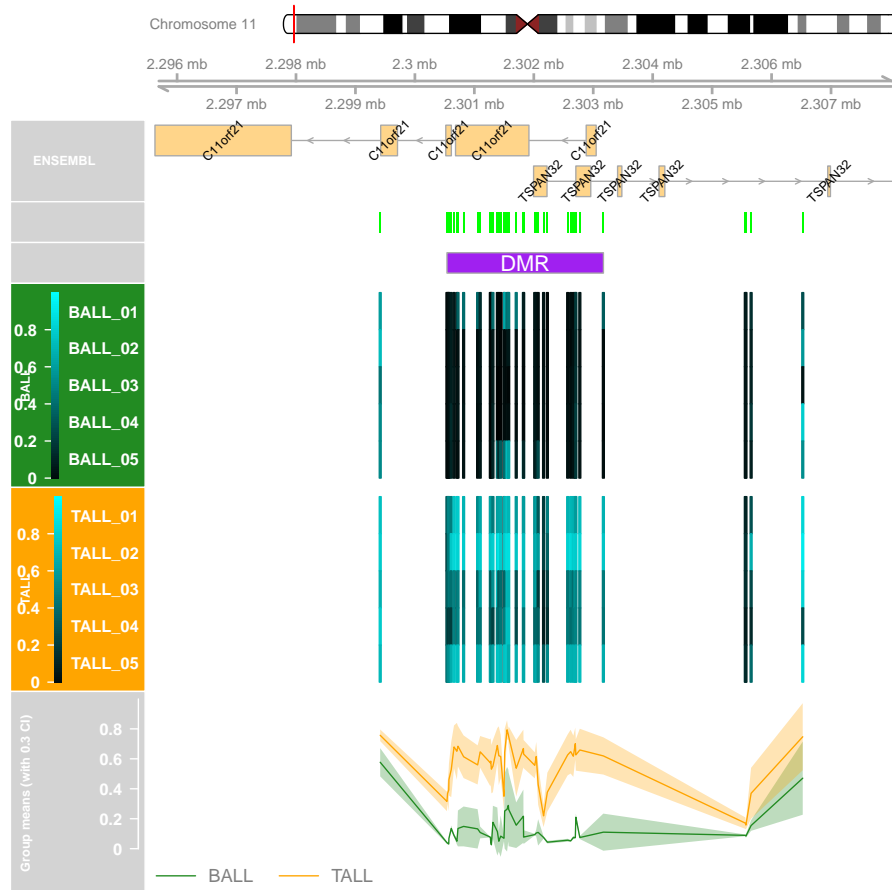 Chromosome 11
2.296 mb 2.298 mb 2.3 mb 2.302 mb 2.304 mb 2.306 mb
2.297 mb 2.299 mb 2.301 mb 2.303 mb 2.305 mb 2.307 mb
ENSEMBL
C11orf21 C11orf21 C11orf21 C11orf21 C11orf21
TSPAN32 TSPAN32 TSPAN32 TSPAN32 TSPAN32
DMR
BALL
0.8
0.6
0.4
0.2
0
BALL_01
BALL_02
BALL_03
BALL_04
BALL_05
TALL
0.8
0.6
0.4
0.2
0
TALL_01
TALL_02
TALL_03
TALL_04
TALL_05
Group means (with 0.3 CI)
0.8
0.6
0.4
0.2
0
BALL TALL